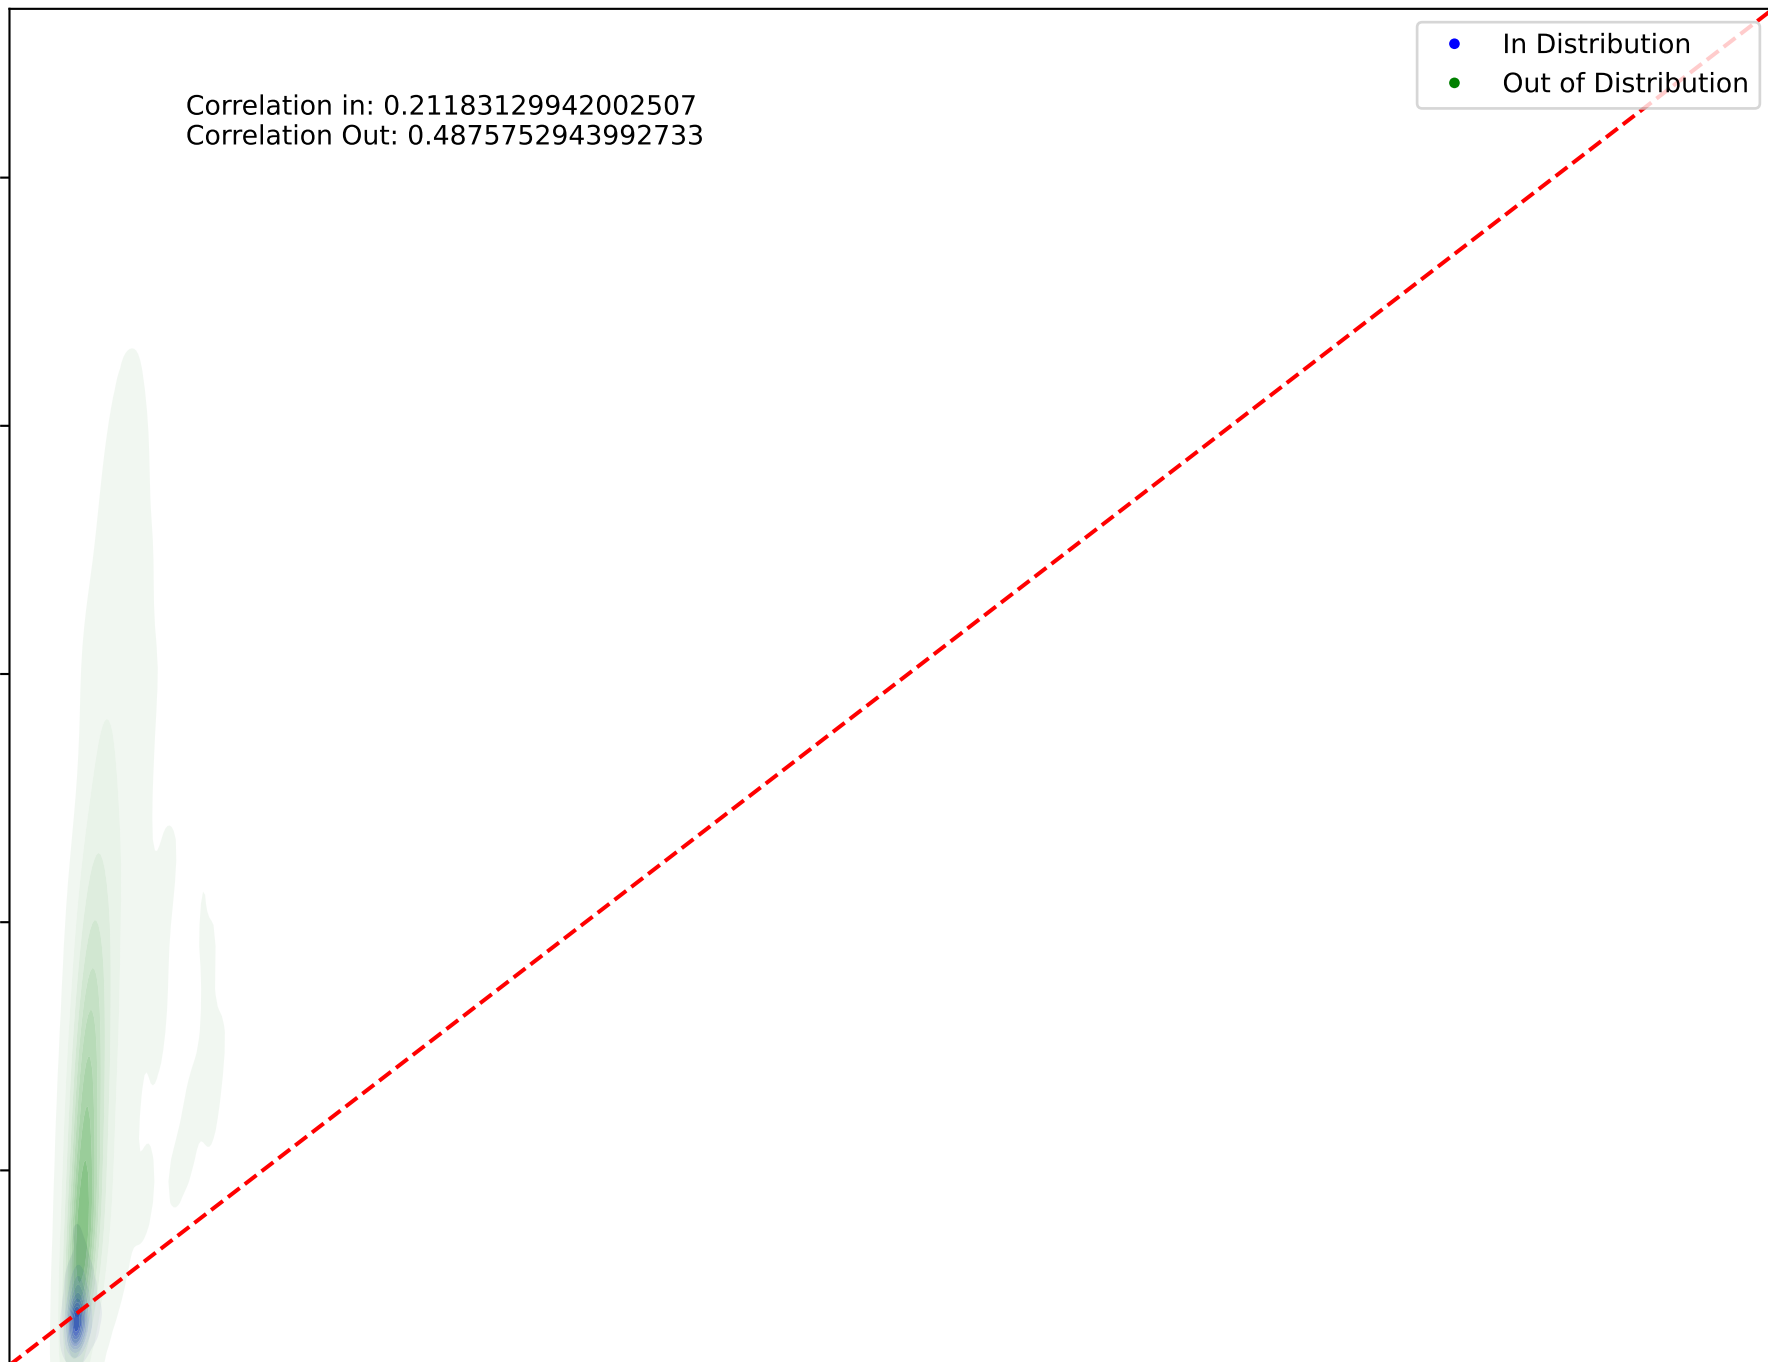 In Distribution
Out of Distribution
Correlation in: 0.21183129942002507
Correlation Out: 0.4875752943992733